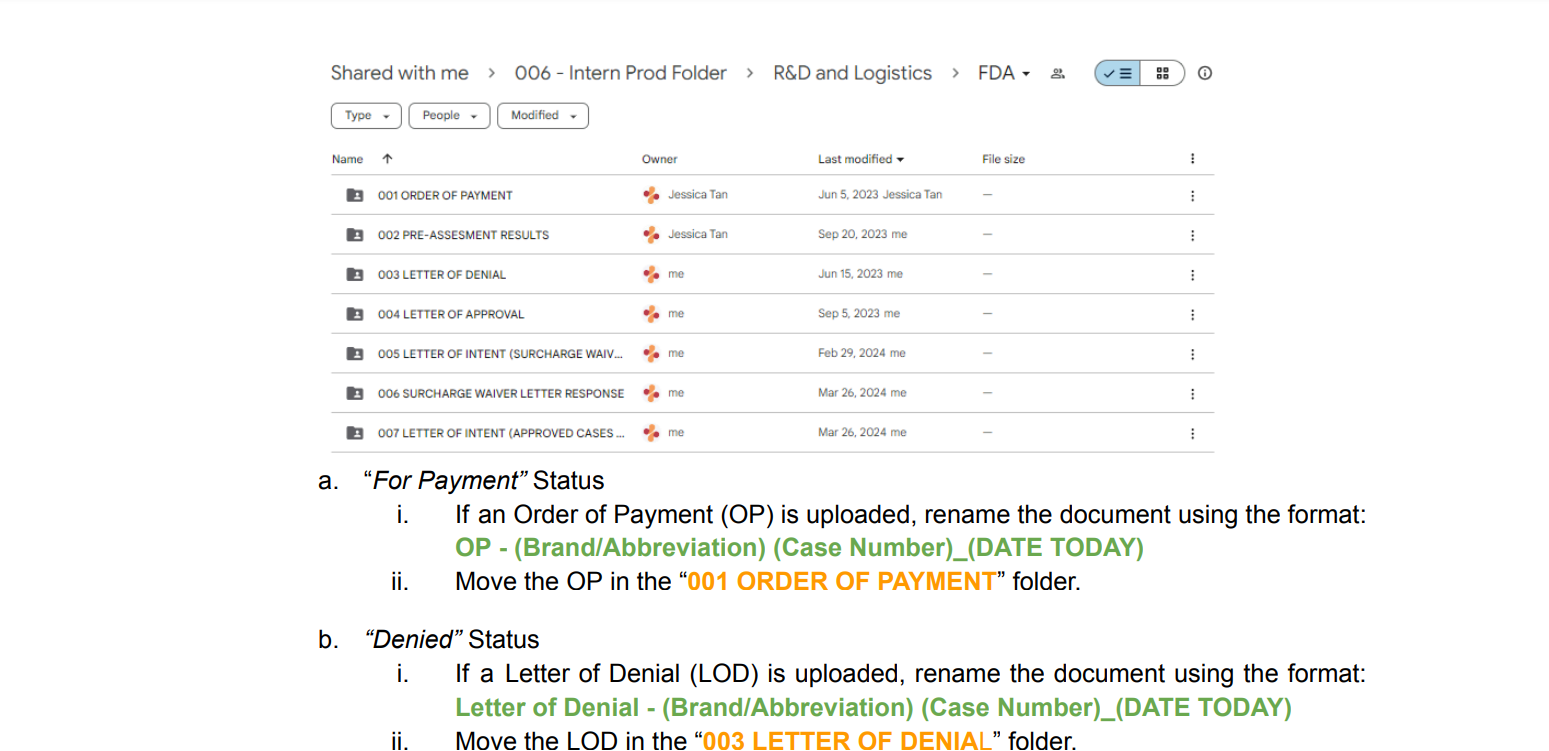 Shared with me > 006 - Intern Prod Folder > R&D and Logistics > FDA
Type People Modified
Name Owner Last modified File size
001 ORDER OF PAYMENT Jessica Tan Jun 5, 2023 Jessica Tan —
002 PRE-ASSESMENT RESULTS Jessica Tan Sep 20, 2023 me —
003 LETTER OF DENIAL me Jun 15, 2023 me —
004 LETTER OF APPROVAL me Sep 5, 2023 me —
005 LETTER OF INTENT (SURCHARGE WAIV... me Feb 29, 2024 me —
006 SURCHARGE WAIVER LETTER RESPONSE me Mar 26, 2024 me —
007 LETTER OF INTENT (APPROVED CASES ... me Mar 26, 2024 me —
a. “For Payment” Status
i. If an Order of Payment (OP) is uploaded, rename the document using the format:
OP - (Brand/Abbreviation) (Case Number)_(DATE TODAY)
ii. Move the OP in the “001 ORDER OF PAYMENT” folder.
b. “Denied” Status
i. If a Letter of Denial (LOD) is uploaded, rename the document using the format:
Letter of Denial - (Brand/Abbreviation) (Case Number)_(DATE TODAY)
ii. Move the LOD in the “003 LETTER OF DENIAL” folder.